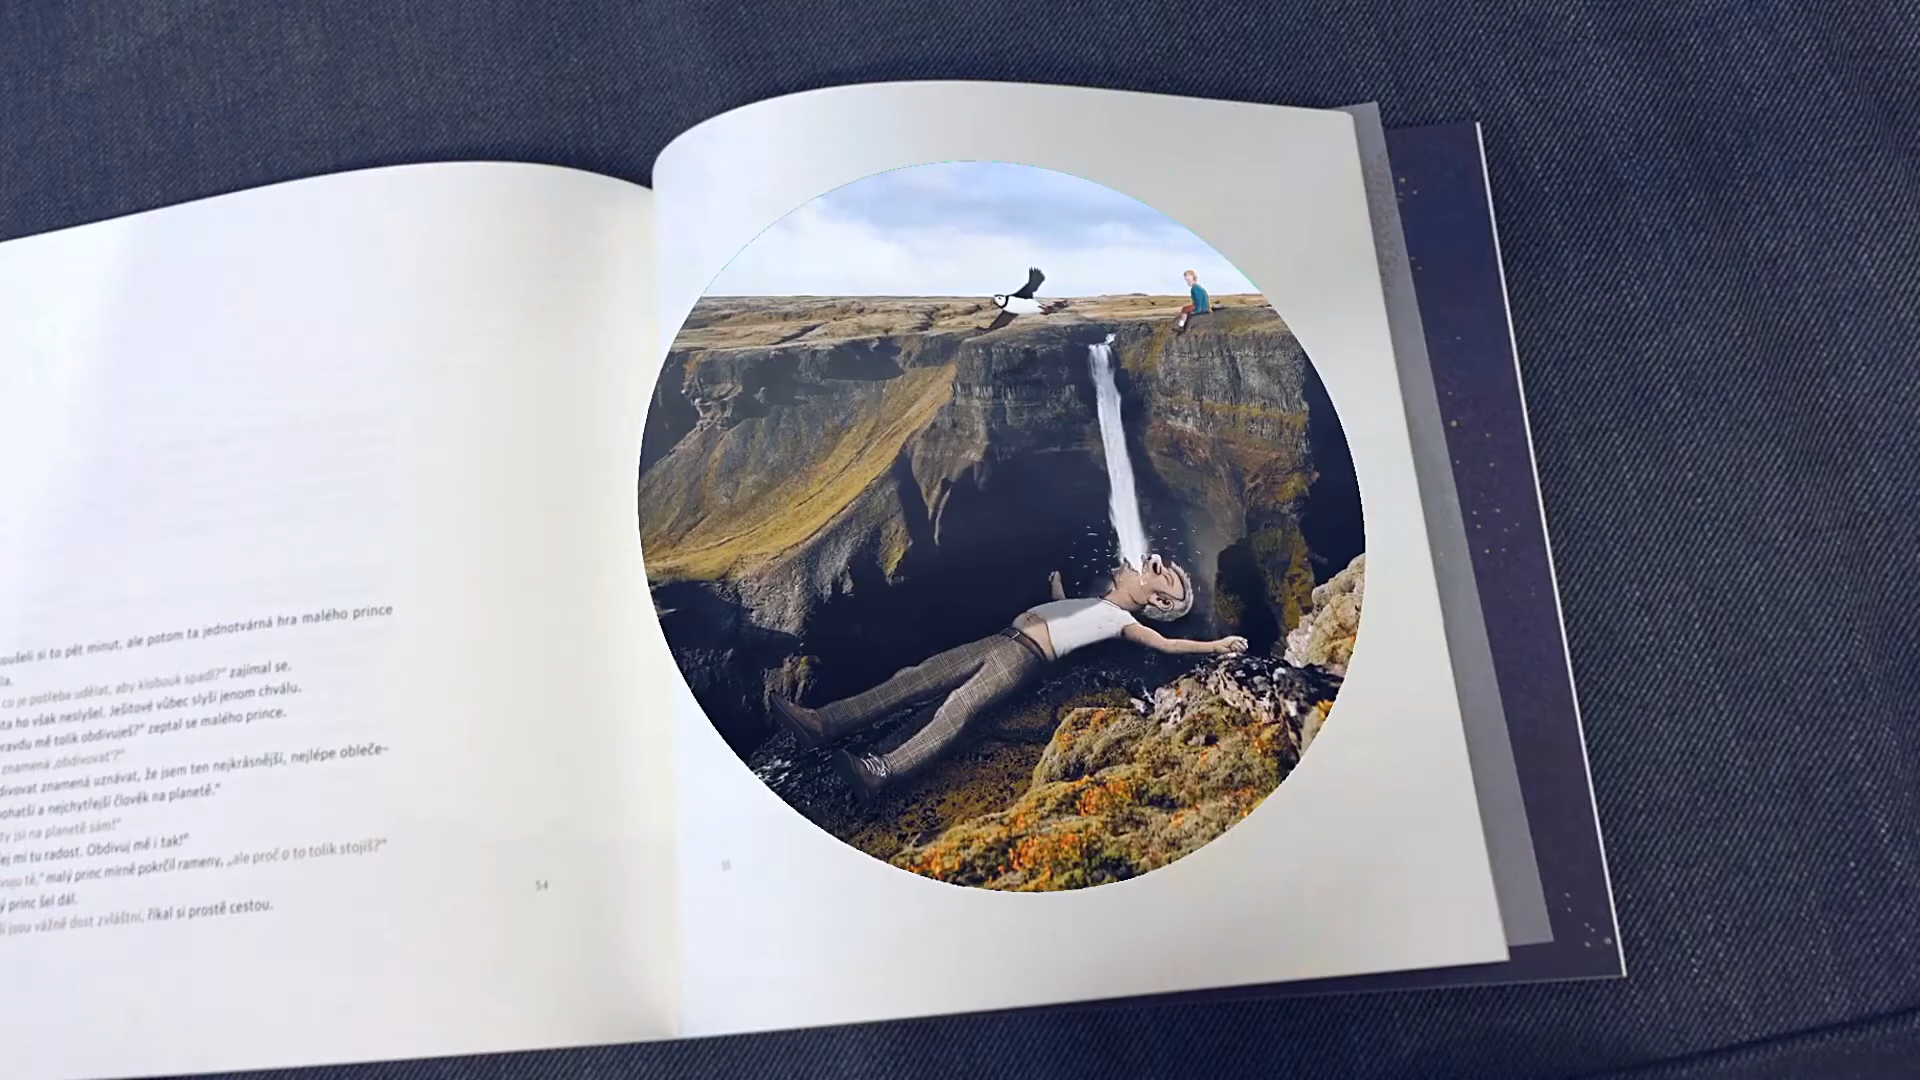 oušeli si to pět minut, ale potom ta jednotvárná hra malého prince
la.
co je potřeba udělat, aby klobouk spadl?“ zajímal se.
ta ho však neslyšel. Ješitové vůbec slyší jenom chválu.
ravdu mě tolik obdivuješ?“ zeptal se malého prince.
znamená ‚obdivovat‘?“
divovat znamená uznávat, že jsem ten nejkrásnější, nejlépe obleče-
ohatší a nejchytřejší člověk na planetě.“
ty jsi na planetě sám!“
ej mi tu radost. Obdivuj mě i tak!“
vuju tě,“ malý princ mírně pokrčil rameny, „ale proč o to tolik stojíš?“
ý princ šel dál.
í jsou vážně dost zvláštní, říkal si prostě cestou.
54
55